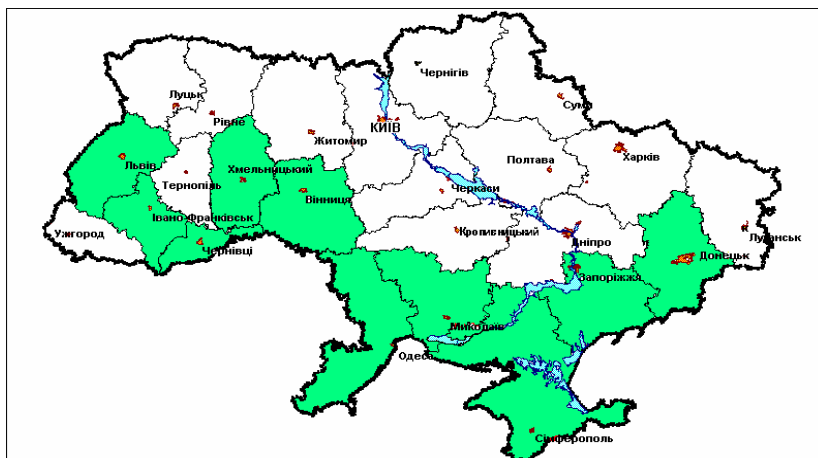 Чернігів
Луцьк
Суми
Рівне
КИЇВ
Житомир
Харків
Львів
Полтава
Хмельницький
Тернопіль
Черкаси
Вінниця
Івано-Франківськ
Ужгород
Кропивницький
Луганськ
Чернівці
Дніпро
Донецьк
Запоріжжя
Миколаїв
Одеса
Сімферополь